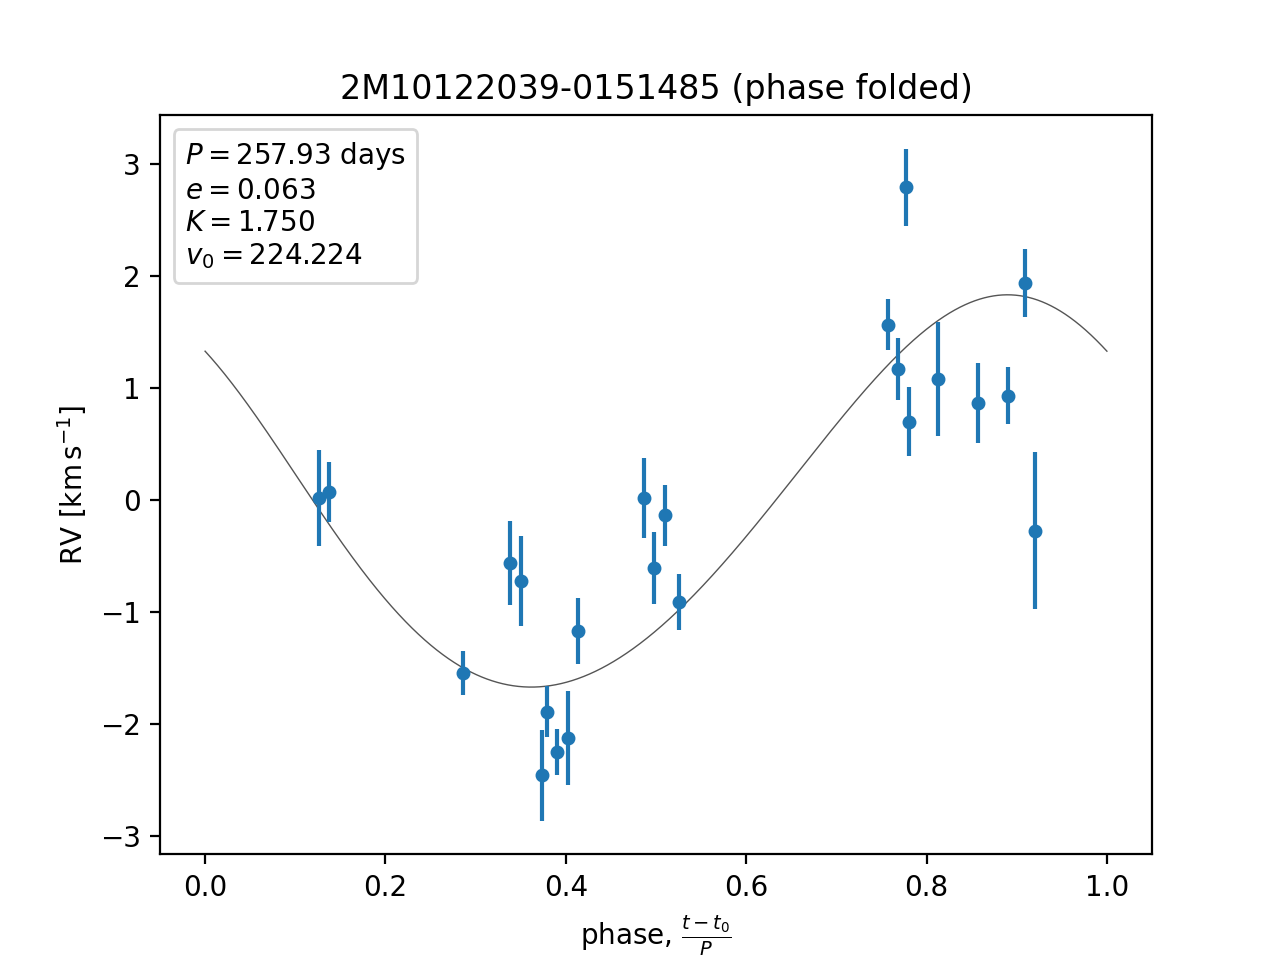 2M10122039-0151485 (phase folded)
P = 257.93 days
e = 0.063
K = 1.750
v₀ = 224.224
3
2
1
0
−1
−2
−3
RV [km s⁻¹]
0.0 0.2 0.4 0.6 0.8 1.0
phase, (t − t₀)/P